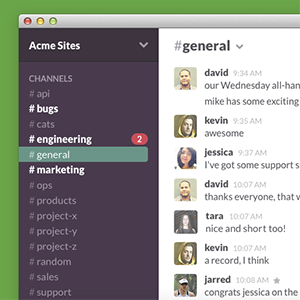 Acme Sites
CHANNELS
# api
# bugs
# cats
# engineering 2
# general
# marketing
# ops
# products
# project-x
# project-y
# project-z
# random
# sales
# support
#general
david 9:34 AM
our Wednesday all-han
mike has some exciting
kevin 9:35 AM
awesome
jessica 9:37 AM
I've got some support s
david 10:07 AM
thanks everyone, that w
tara 10:07 AM
nice and short too!
kevin 10:07 AM
a record, I think
jarred 10:08 AM
congrats jessica on the